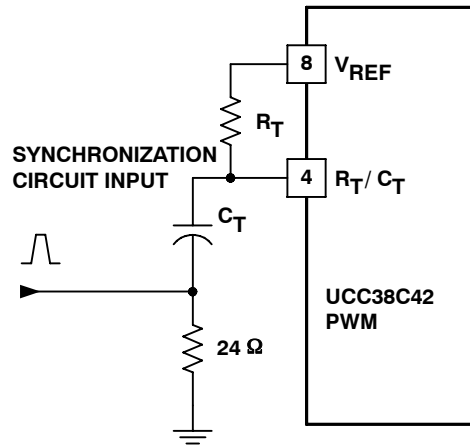 8 V_REF
R_T
SYNCHRONIZATION
CIRCUIT INPUT
4 R_T/ C_T
C_T
UCC38C42
PWM
24 Ω